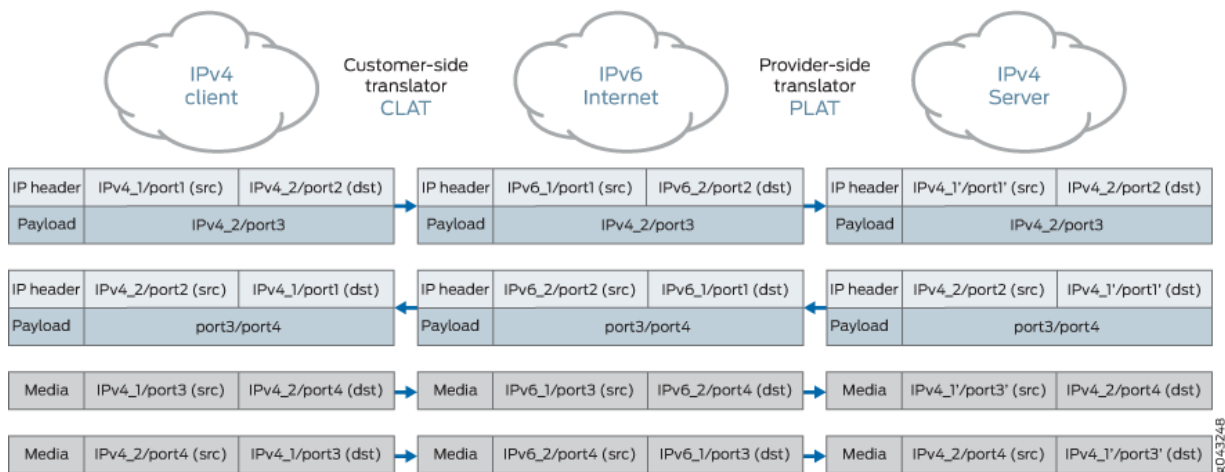 IPv4
client
Customer-side
translator
CLAT
IPv6
Internet
Provider-side
translator
PLAT
IPv4
Server
IP header IPv4_1/port1 (src) IPv4_2/port2 (dst) IP header IPv6_1/port1 (src) IPv6_2/port2 (dst) IP header IPv4_1'/port1' (src) IPv4_2/port2 (dst)
Payload IPv4_2/port3 Payload IPv4_2/port3 Payload IPv4_2/port3
IP header IPv4_2/port2 (src) IPv4_1/port1 (dst) IP header IPv6_2/port2 (src) IPv6_1/port1 (dst) IP header IPv4_2/port2 (src) IPv4_1'/port1' (dst)
Payload port3/port4 Payload port3/port4 Payload port3/port4
Media IPv4_1/port3 (src) IPv4_2/port4 (dst) Media IPv6_1/port3 (src) IPv6_2/port4 (dst) Media IPv4_1'/port3' (src) IPv4_2/port4 (dst)
Media IPv4_2/port4 (src) IPv4_1/port3 (dst) Media IPv6_2/port4 (src) IPv6_1/port3 (dst) Media IPv4_2/port4 (src) IPv4_1'/port3' (dst)
g043248